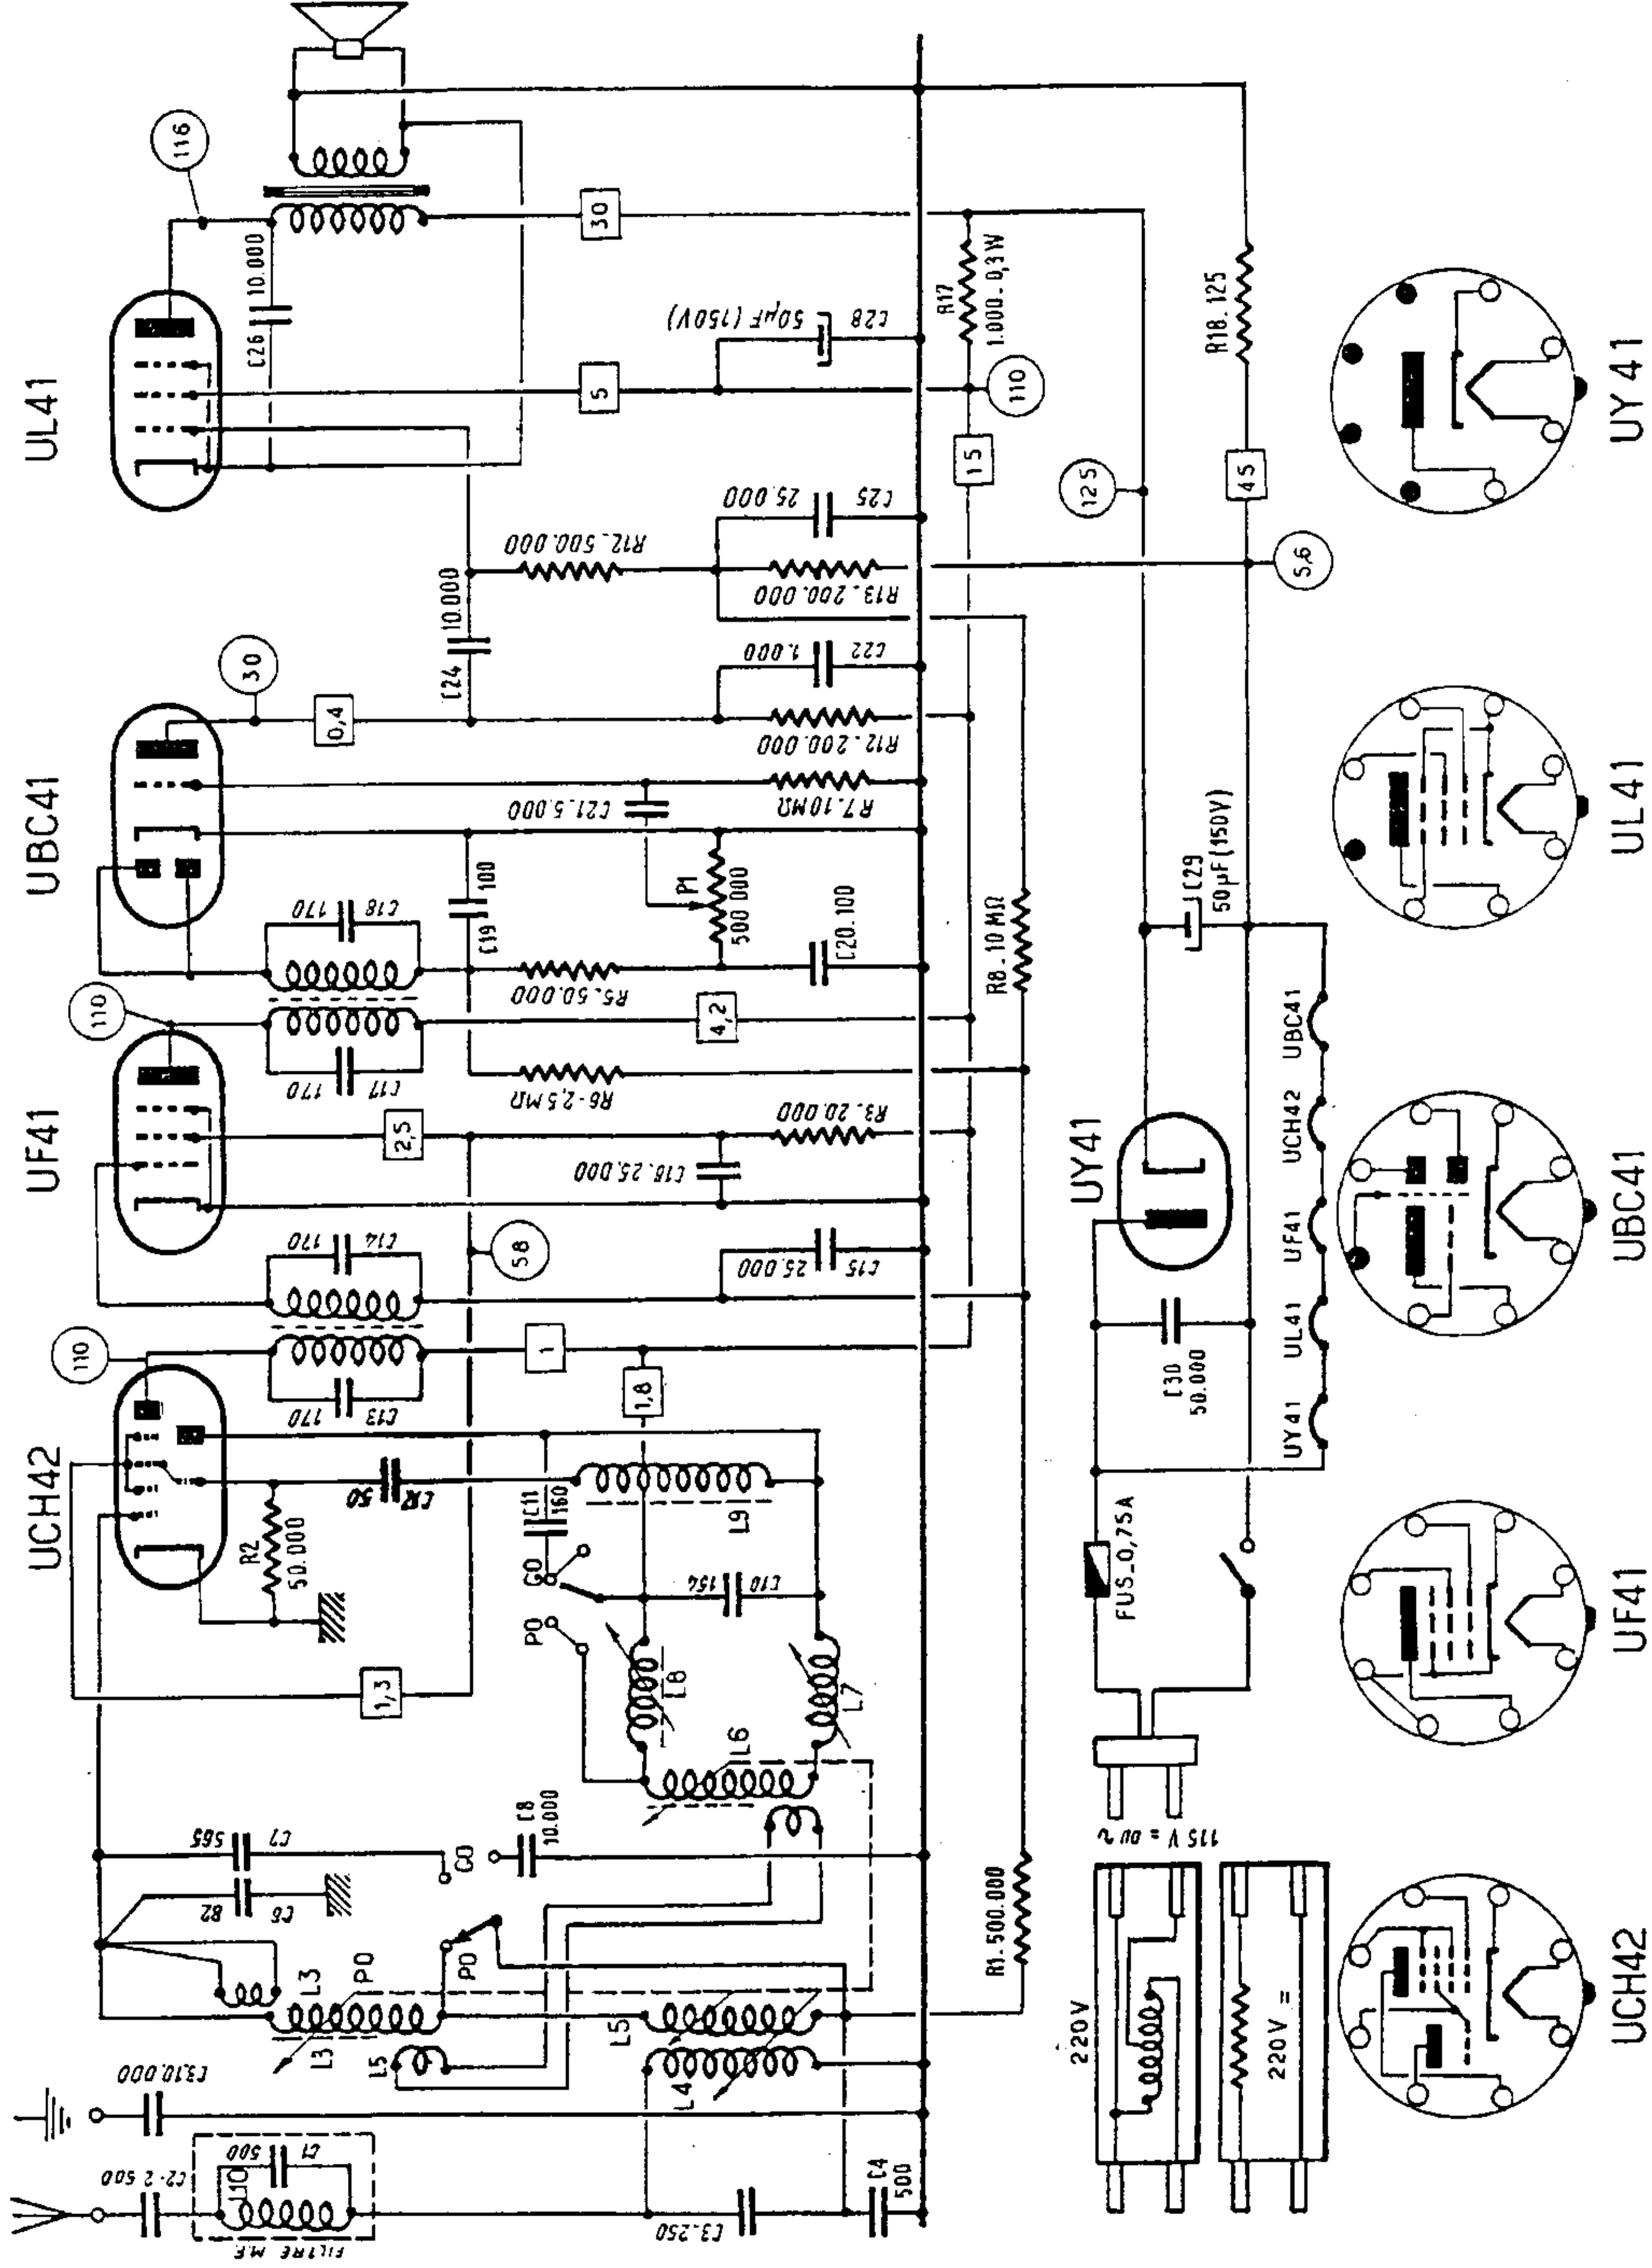 UCH42
UF41
UBC41
UL41
110
110
30
116
FILTRE M.F
C2-2 500
L10
C1
500
C3.10.000
L3
L3
PO
L5
C6
82
C7
565
R2
50.000
C13
170
C14
170
C17
170
C18
170
C26
10.000
1,3
C12
50
58
2,5
0,4
C19
100
C24
10.000
5
30
PO
GO
C8
10.000
PO
GO
C11
160
1
1,8
C16.25.000
R6-2,5MΩ
R5.50.000
C21.5.000
P1
500 000
R12.500.000
L4
L5
L6
L8
L7
L9
C10
154
C15
25.000
R3.20.000
4,2
C20.100
R7.10MΩ
R12.200.000
C22
1.000
R13.200.000
C25
25.000
C28
50µF (150V)
C3.250
C4
500
R17
1.000.0,3W
15
110
R1.500.000
R8.10 MΩ
220V
220V =
115 V = ou ~
FUS_0,75A
UY41
C30
50.000
C29
50µF (150V)
125
45
R18.125
5,6
UY41
UL41
UF41
UCH42
UBC41
UCH42
UF41
UBC41
UL41
UY 41